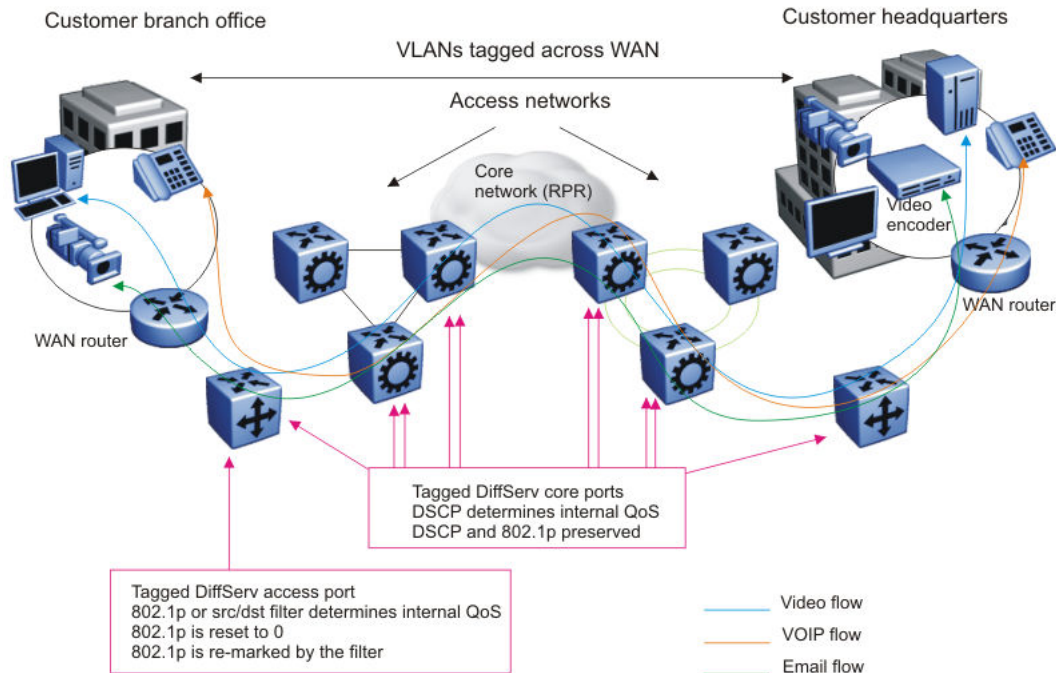 Customer branch office
Customer headquarters
VLANs tagged across WAN
Access networks
Core
network (RPR)
Video
encoder
WAN router
WAN router
Tagged DiffServ core ports
DSCP determines internal QoS
DSCP and 802.1p preserved
Tagged DiffServ access port
802.1p or src/dst filter determines internal QoS
802.1p is reset to 0
802.1p is re-marked by the filter
Video flow
VOIP flow
Email flow